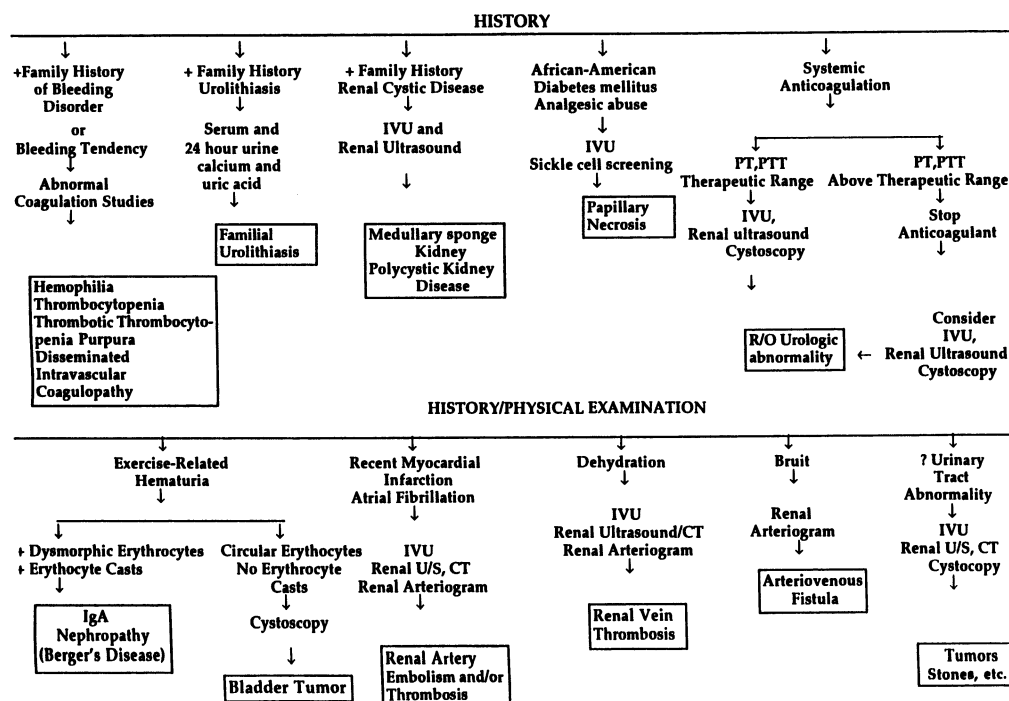 HISTORY
+Family History
of Bleeding
Disorder
or
Bleeding Tendency
Abnormal
Coagulation Studies
Hemophilia
Thrombocytopenia
Thrombotic Thrombocyto-
penia Purpura
Disseminated
Intravascular
Coagulopathy
+ Family History
Urolithiasis
Serum and
24 hour urine
calcium and
uric acid
Familial
Urolithiasis
+ Family History
Renal Cystic Disease
IVU and
Renal Ultrasound
Medullary sponge
Kidney
Polycystic Kidney
Disease
African-American
Diabetes mellitus
Analgesic abuse
IVU
Sickle cell screening
Papillary
Necrosis
Systemic
Anticoagulation
PT,PTT
Therapeutic Range
IVU,
Renal ultrasound
Cystoscopy
R/O Urologic
abnormality
PT, PTT
Above Therapeutic Range
Stop
Anticoagulant
Consider
IVU,
Renal Ultrasound
Cystoscopy
HISTORY/PHYSICAL EXAMINATION
Exercise-Related
Hematuria
+ Dysmorphic Erythrocytes
+ Erythocyte Casts
IgA
Nephropathy
(Berger's Disease)
Circular Erythocytes
No Erythrocyte
Casts
Cystoscopy
Bladder Tumor
Recent Myocardial
Infarction
Atrial Fibrillation
IVU
Renal U/S, CT
Renal Arteriogram
Renal Artery
Embolism and/or
Thrombosis
Dehydration
IVU
Renal Ultrasound/CT
Renal Arteriogram
Renal Vein
Thrombosis
Bruit
Renal
Arteriogram
Arteriovenous
Fistula
? Urinary
Tract
Abnormality
IVU
Renal U/S, CT
Cystocopy
Tumors
Stones, etc.